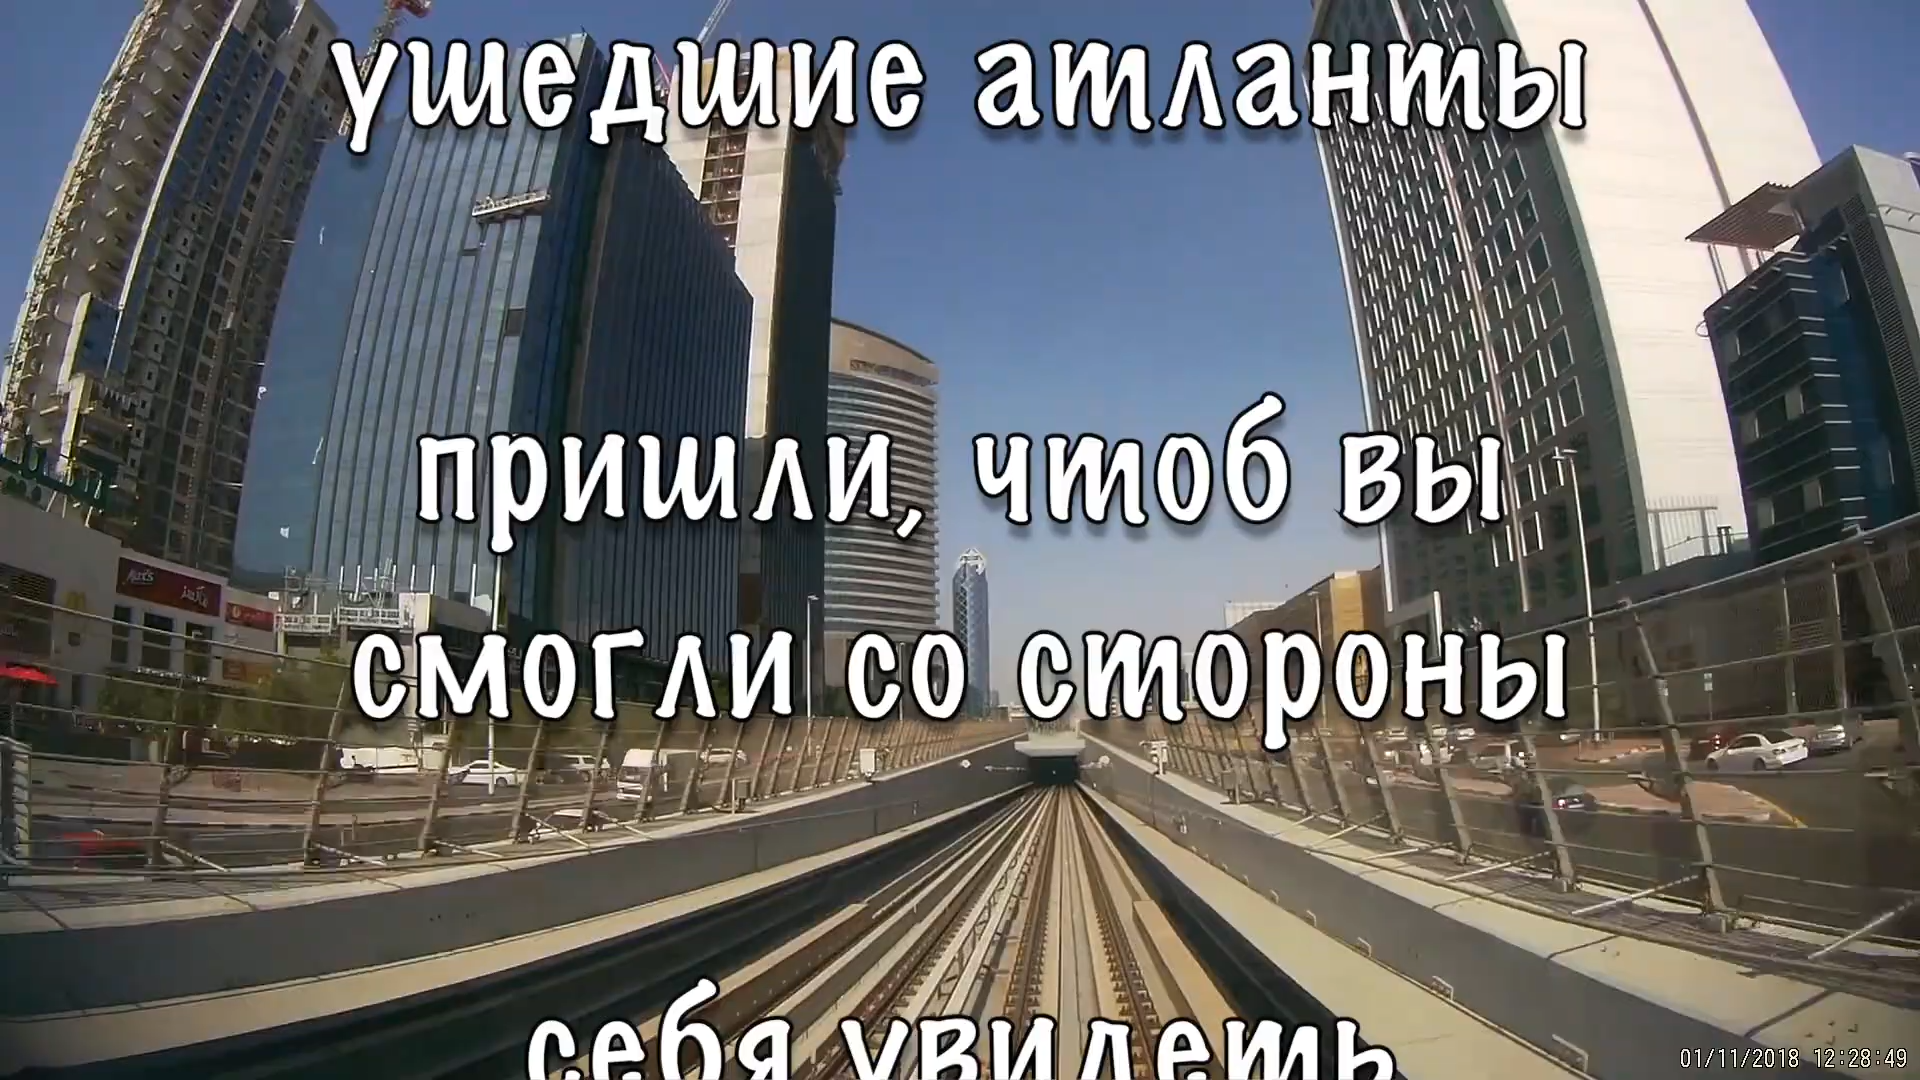 ушедшие атланты
пришли, чтоб вы
смогли со стороны
себя увидеть
01/11/2018 12:28:49